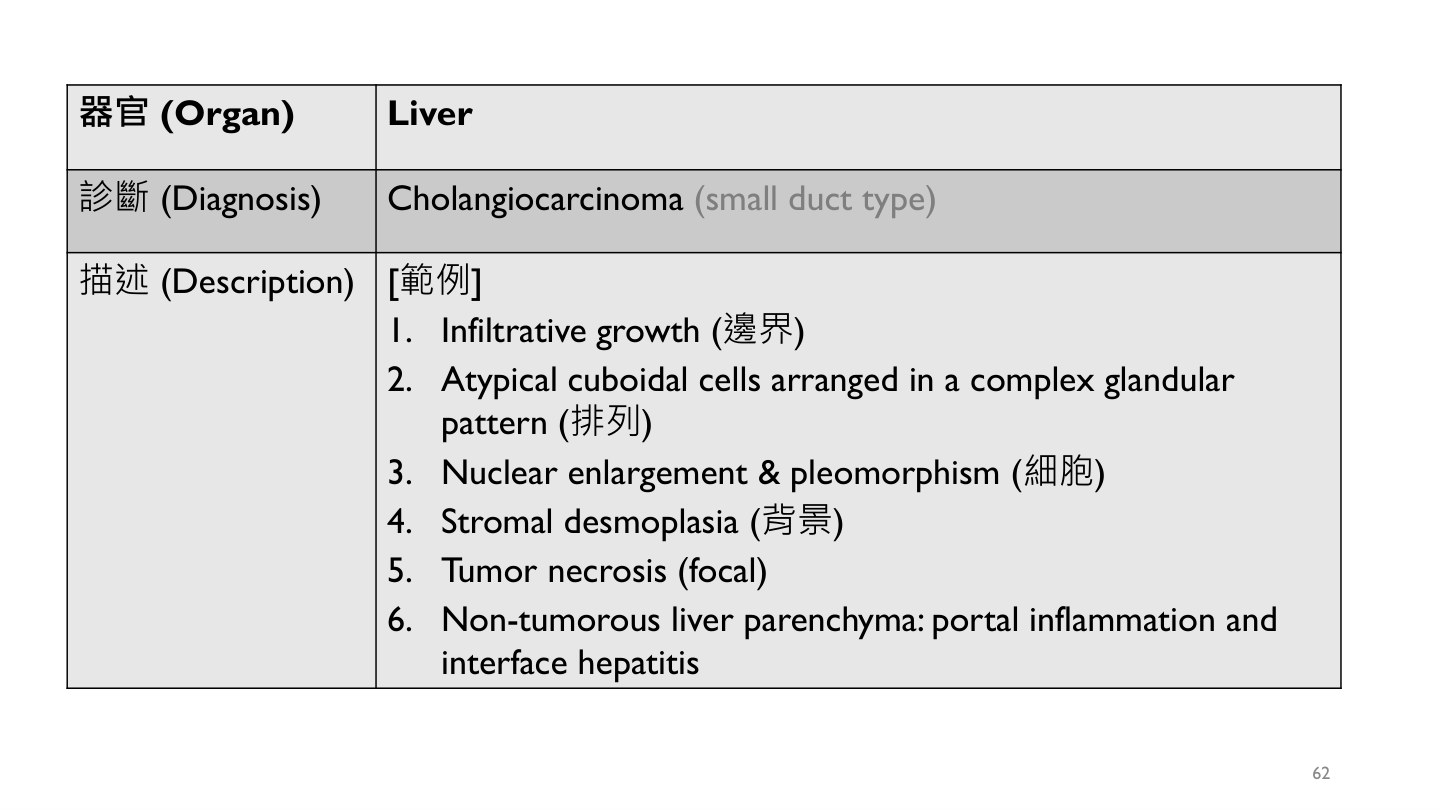 器官 (Organ)
Liver
診斷 (Diagnosis)
Cholangiocarcinoma (small duct type)
描述 (Description)
[範例]
1. Infiltrative growth (邊界)
2. Atypical cuboidal cells arranged in a complex glandular
pattern (排列)
3. Nuclear enlargement & pleomorphism (細胞)
4. Stromal desmoplasia (背景)
5. Tumor necrosis (focal)
6. Non-tumorous liver parenchyma: portal inflammation and
interface hepatitis
62